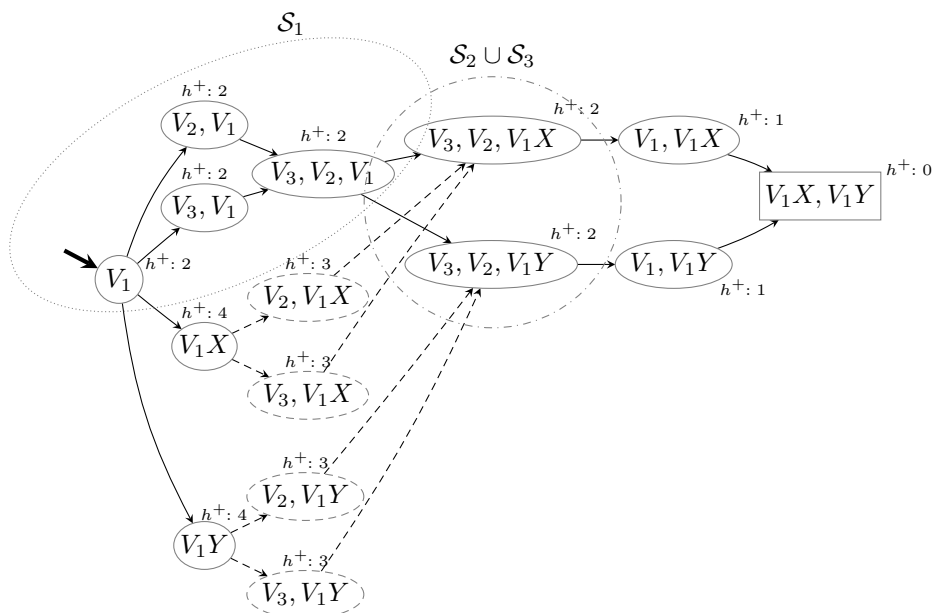 𝒮₁
𝒮₂ ∪ 𝒮₃
h⁺: 2
V₂, V₁
h⁺: 2
V₃, V₂, V₁
h⁺: 2
V₃, V₂, V₁X
h⁺: 1
V₁, V₁X
h⁺: 2
V₃, V₁
h⁺: 0
V₁X, V₁Y
h⁺: 2
V₁
h⁺: 2
V₃, V₂, V₁Y
V₁, V₁Y
h⁺: 1
h⁺: 3
V₂, V₁X
h⁺: 4
V₁X
h⁺: 3
V₃, V₁X
h⁺: 3
V₂, V₁Y
h⁺: 4
V₁Y
h⁺: 3
V₃, V₁Y